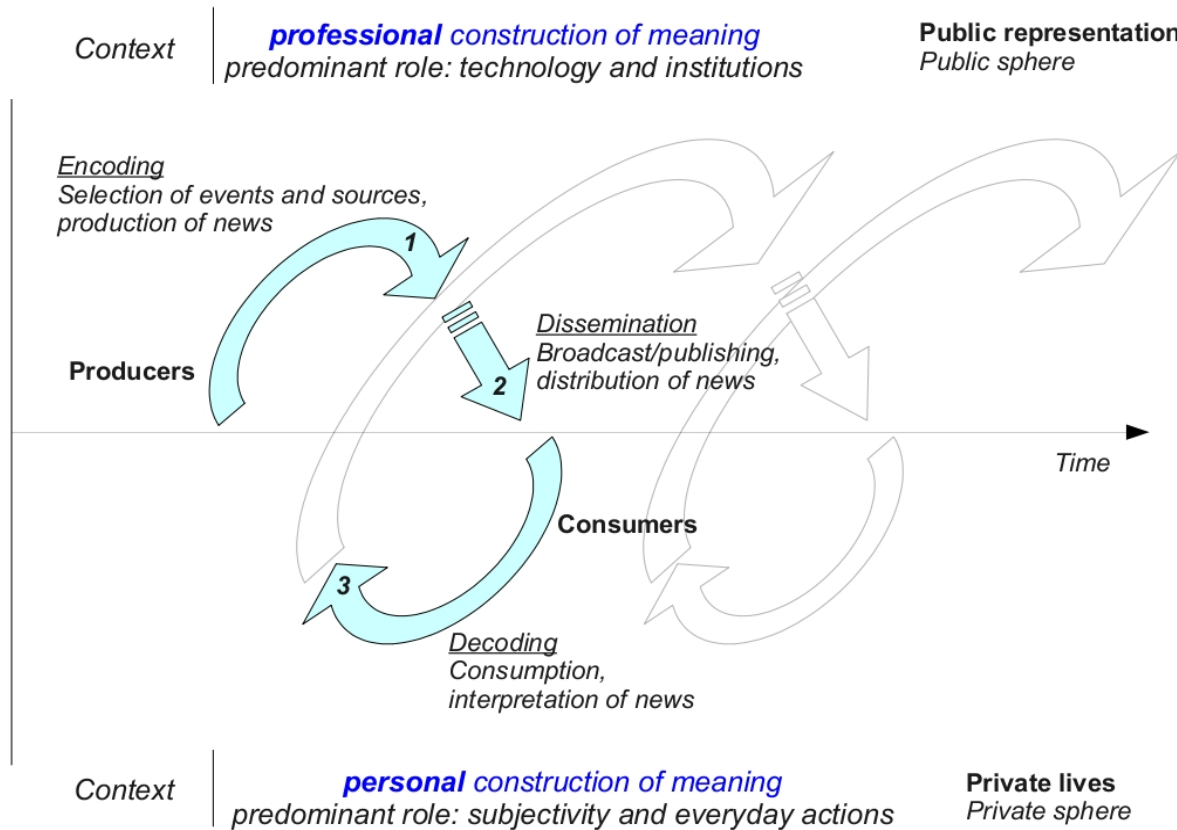 Context
professional construction of meaning
predominant role: technology and institutions
Public representation
Public sphere
Encoding
Selection of events and sources,
production of news
1
Producers
Dissemination
Broadcast/publishing,
distribution of news
2
Time
Consumers
3
Decoding
Consumption,
interpretation of news
Context
personal construction of meaning
predominant role: subjectivity and everyday actions
Private lives
Private sphere